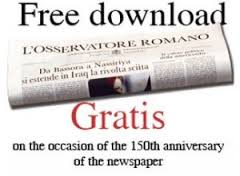 Free download
L'OSSERVATORE ROMANO
Da Bassora a Nassiriya
si estende in Iraq la rivolta sciita
Gratis
on the occasion of the 150th anniversary
of the newspaper